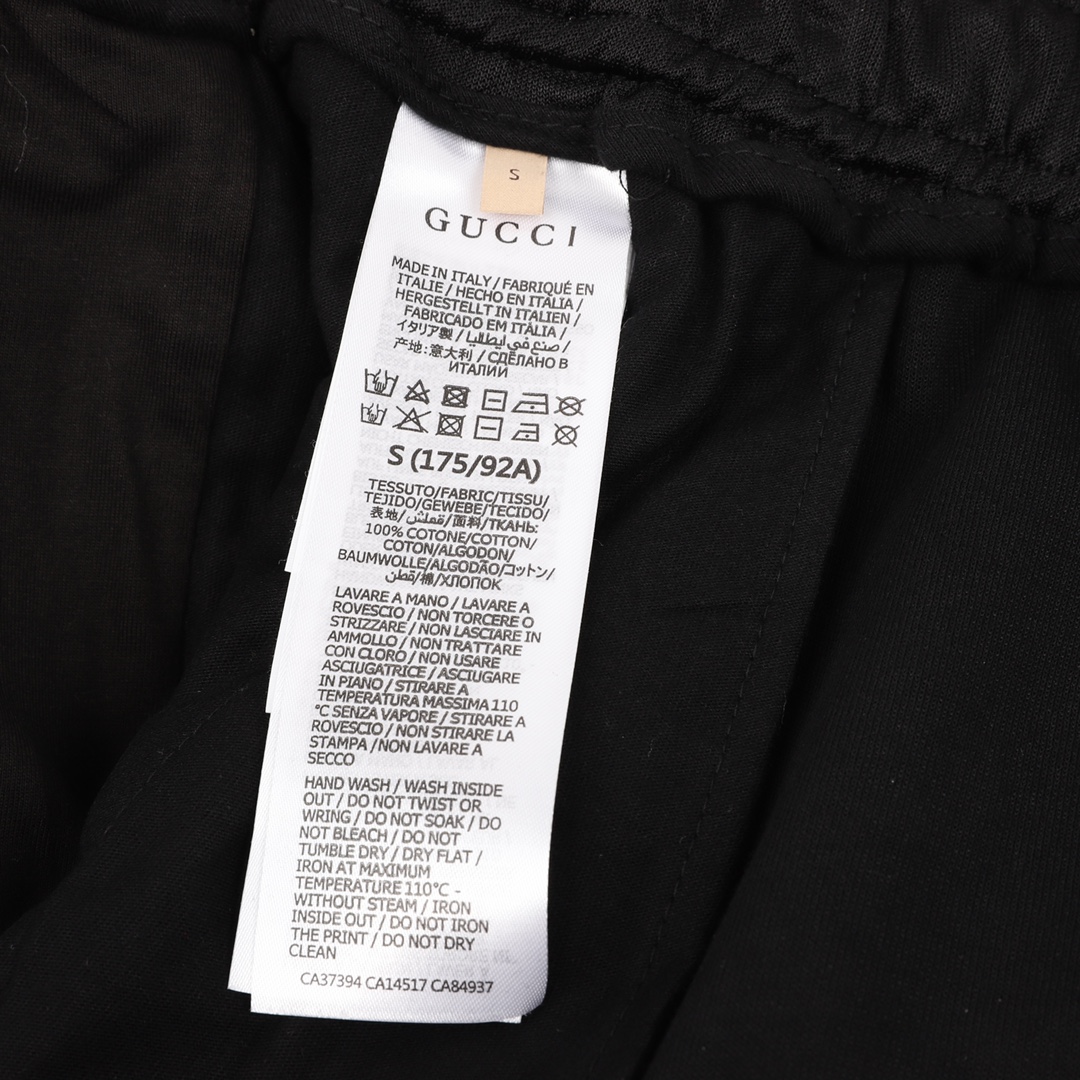 S
GUCCI
MADE IN ITALY / FABRIQUÉ EN
ITALIE / HECHO EN ITALIA /
HERGESTELLT IN ITALIEN /
FABRICADO EM ITÁLIA /
イタリア製 / صنع في إيطاليا /
产地: 意大利 / СДЕЛАНО В
ИТАЛИИ
S (175/92A)
TESSUTO/FABRIC/TISSU/
TEJIDO/GEWEBE/TECIDO/
表地/قماش/面料/ТКАНЬ:
100% COTONE/COTTON/
COTON/ALGODON/
BAUMWOLLE/ALGODÃO/コットン/
قطن/棉/ХЛОПОК
LAVARE A MANO / LAVARE A
ROVESCIO / NON TORCERE O
STRIZZARE / NON LASCIARE IN
AMMOLLO / NON TRATTARE
CON CLORO / NON USARE
ASCIUGATRICE / ASCIUGARE
IN PIANO / STIRARE A
TEMPERATURA MASSIMA 110
°C SENZA VAPORE / STIRARE A
ROVESCIO / NON STIRARE LA
STAMPA / NON LAVARE A
SECCO
HAND WASH / WASH INSIDE
OUT / DO NOT TWIST OR
WRING / DO NOT SOAK / DO
NOT BLEACH / DO NOT
TUMBLE DRY / DRY FLAT /
IRON AT MAXIMUM
TEMPERATURE 110°C -
WITHOUT STEAM / IRON
INSIDE OUT / DO NOT IRON
THE PRINT / DO NOT DRY
CLEAN
CA37394 CA14517 CA84937